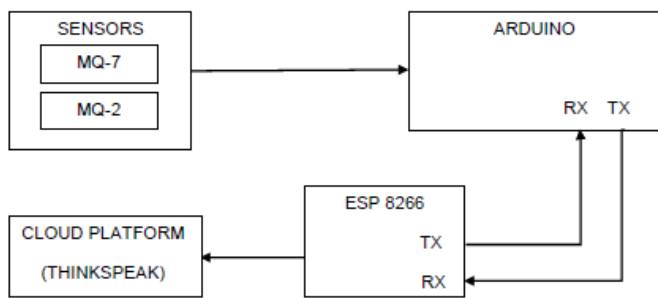 SENSORS
MQ-7
MQ-2
ARDUINO
RX TX
ESP 8266
TX
RX
CLOUD PLATFORM
(THINKSPEAK)